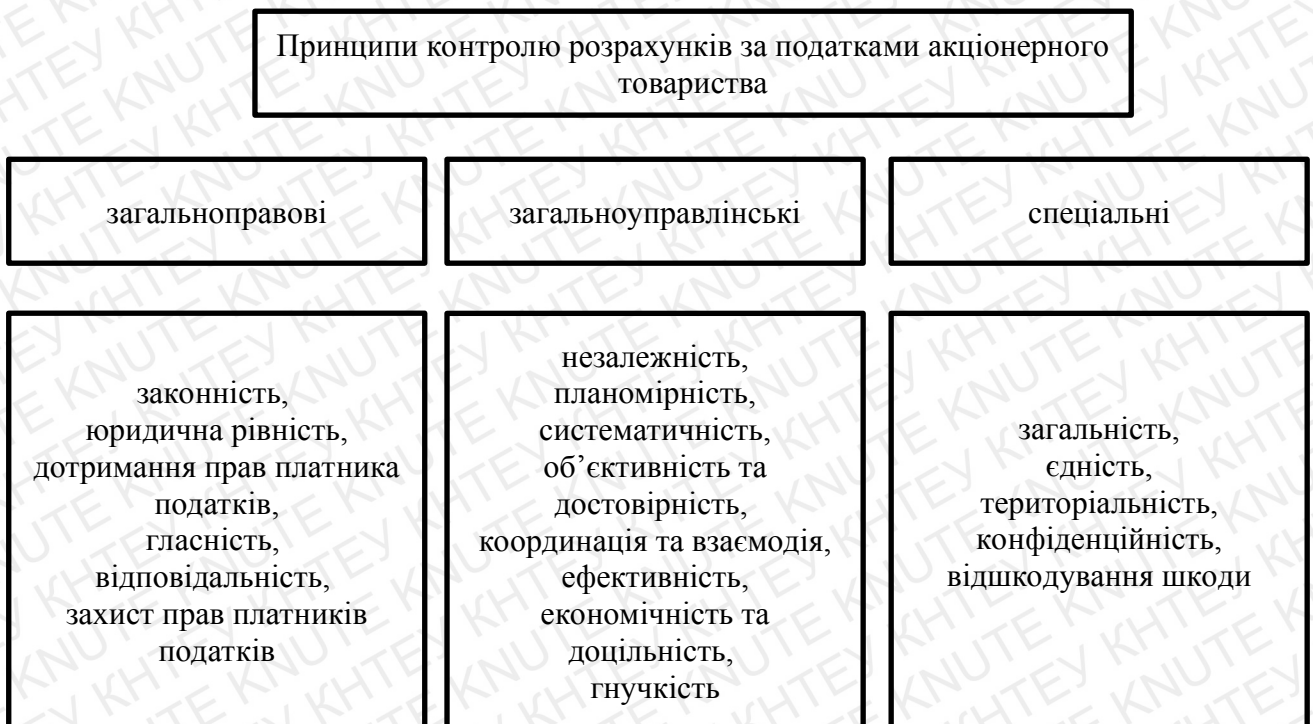 Принципи контролю розрахунків за податками акціонерного
товариства
загальноправові
загальноуправлінські
спеціальні
законність,
юридична рівність,
дотримання прав платника
податків,
гласність,
відповідальність,
захист прав платників
податків
незалежність,
планомірність,
систематичність,
об’єктивність та
достовірність,
координація та взаємодія,
ефективність,
економічність та
доцільність,
гнучкість
загальність,
єдність,
територіальність,
конфіденційність,
відшкодування шкоди